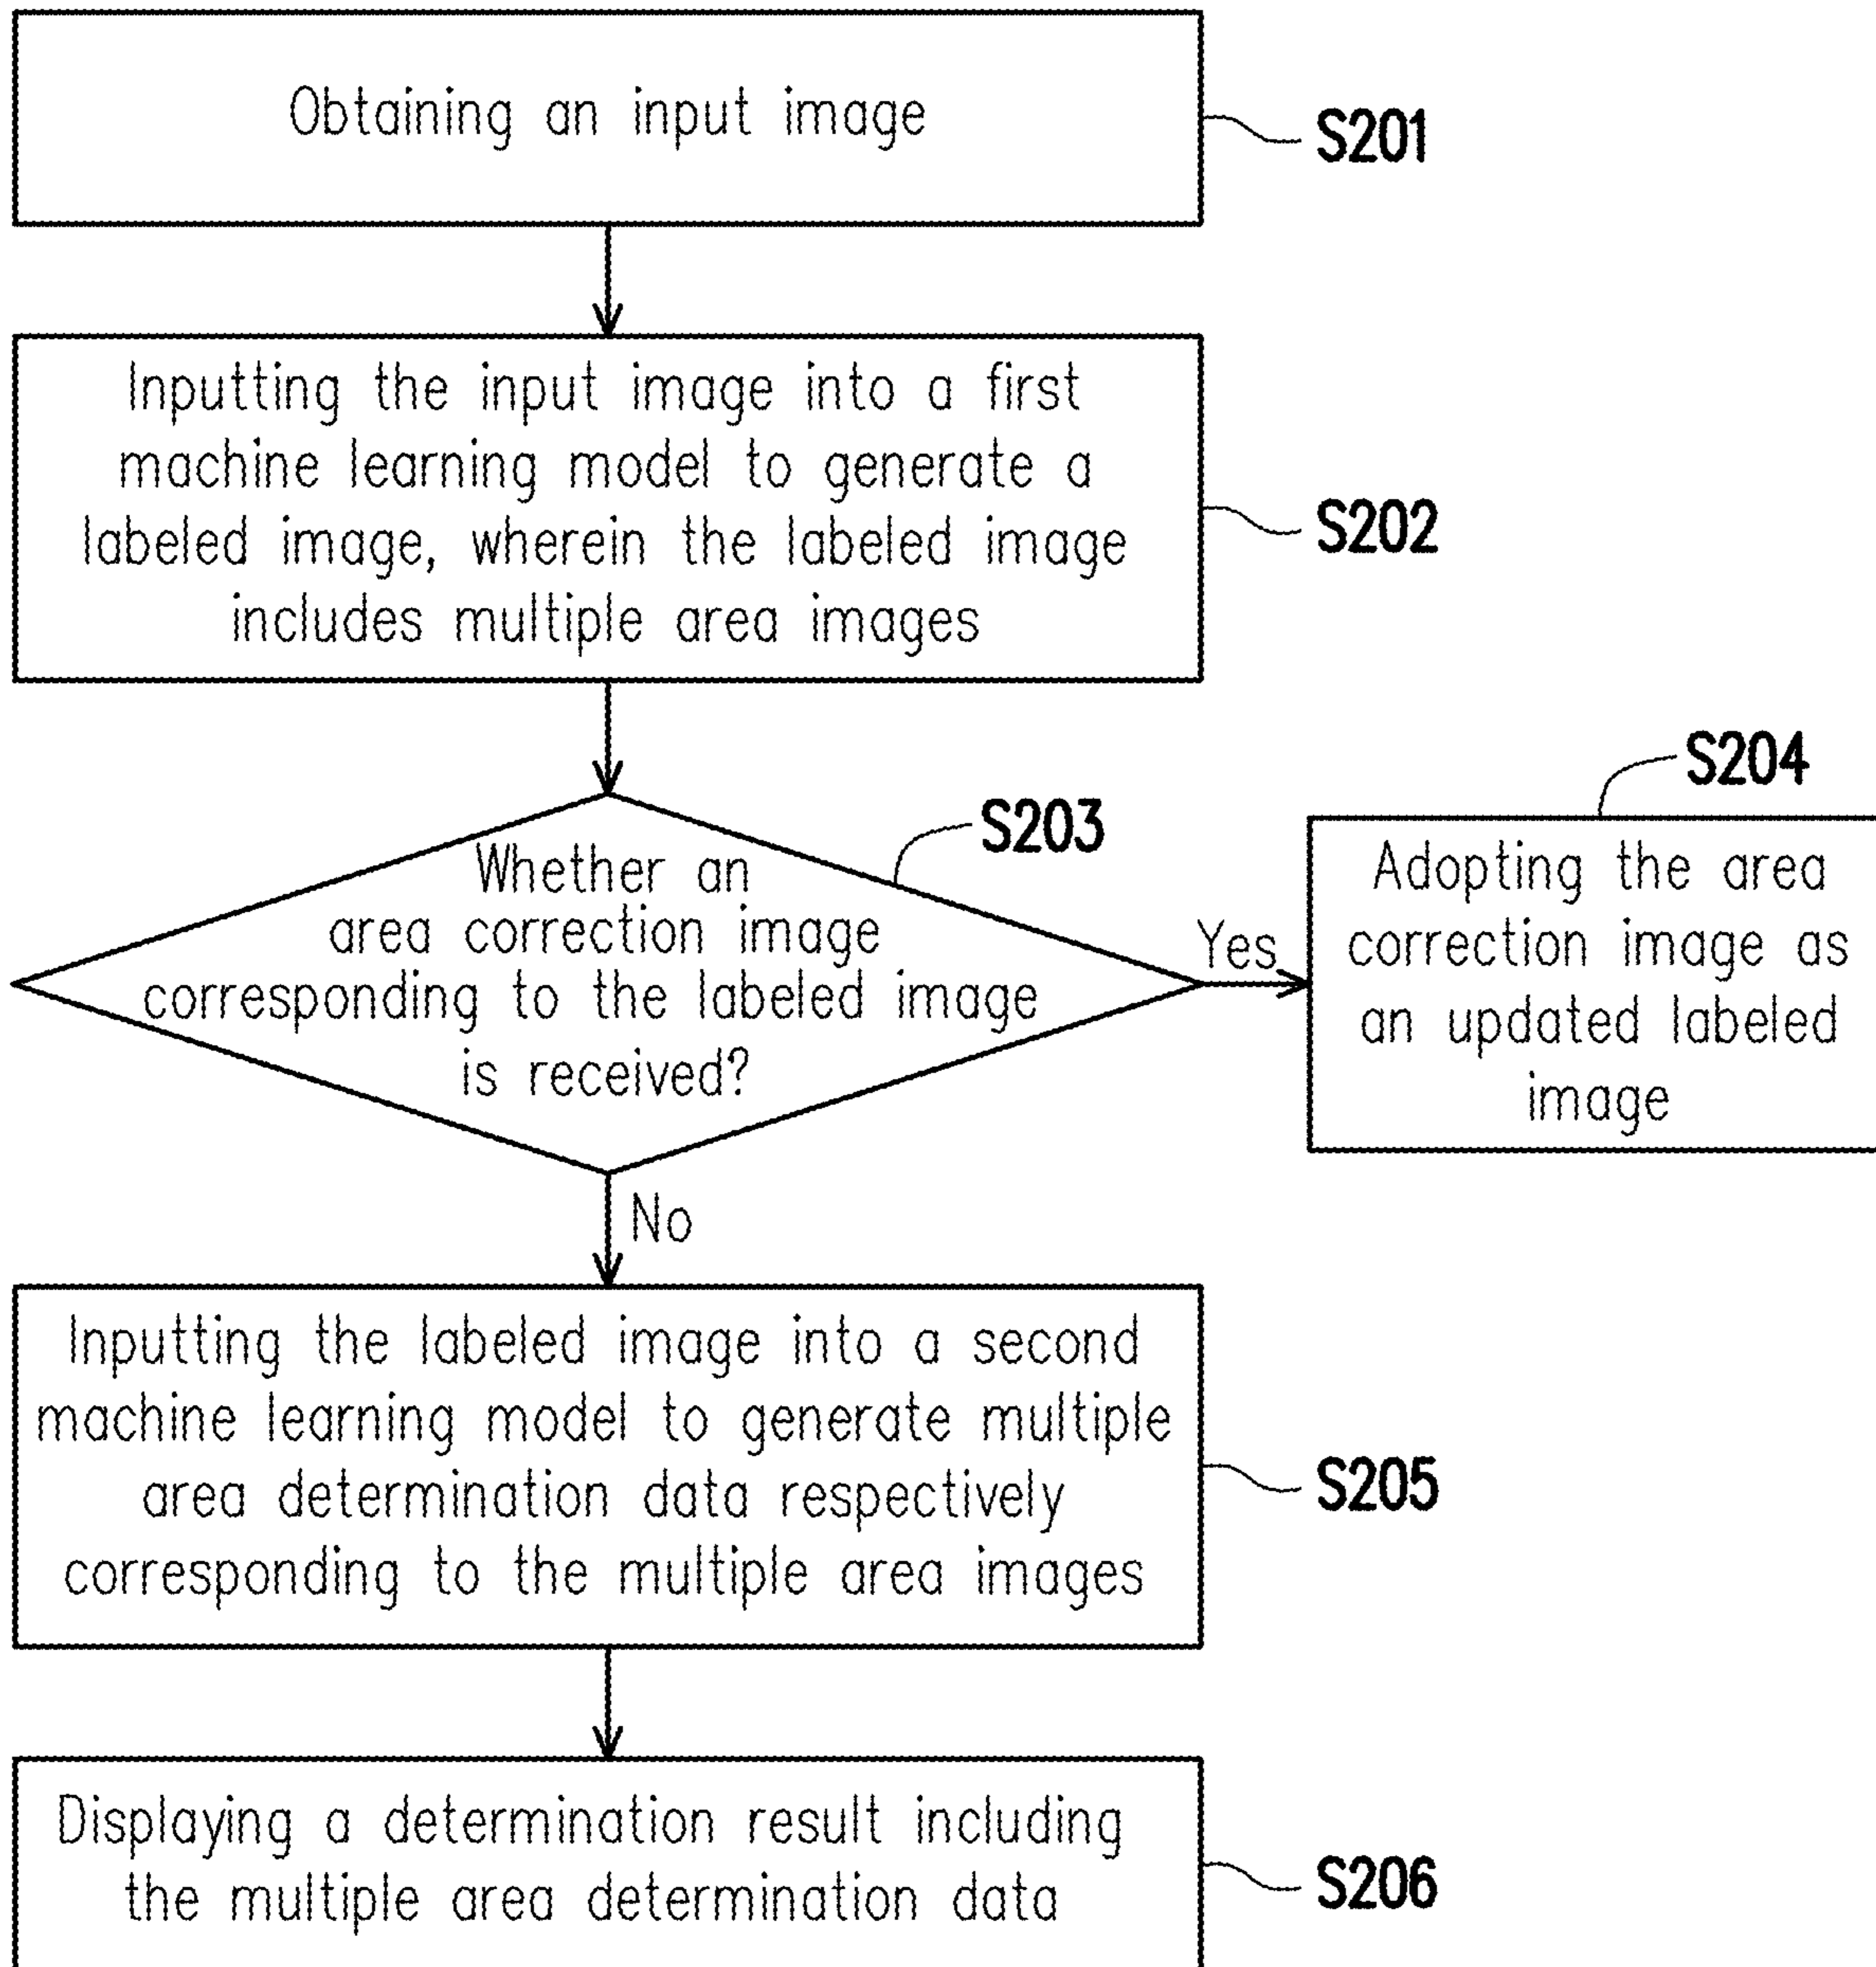 Obtaining an input image
S201
Inputting the input image into a first
machine learning model to generate a
labeled image, wherein the labeled image
includes multiple area images
S202
Whether an
area correction image
corresponding to the labeled image
is received?
S203
Yes
S204
Adopting the area
correction image as
an updated labeled
image
No
Inputting the labeled image into a second
machine learning model to generate multiple
area determination data respectively
corresponding to the multiple area images
S205
Displaying a determination result including
the multiple area determination data
S206